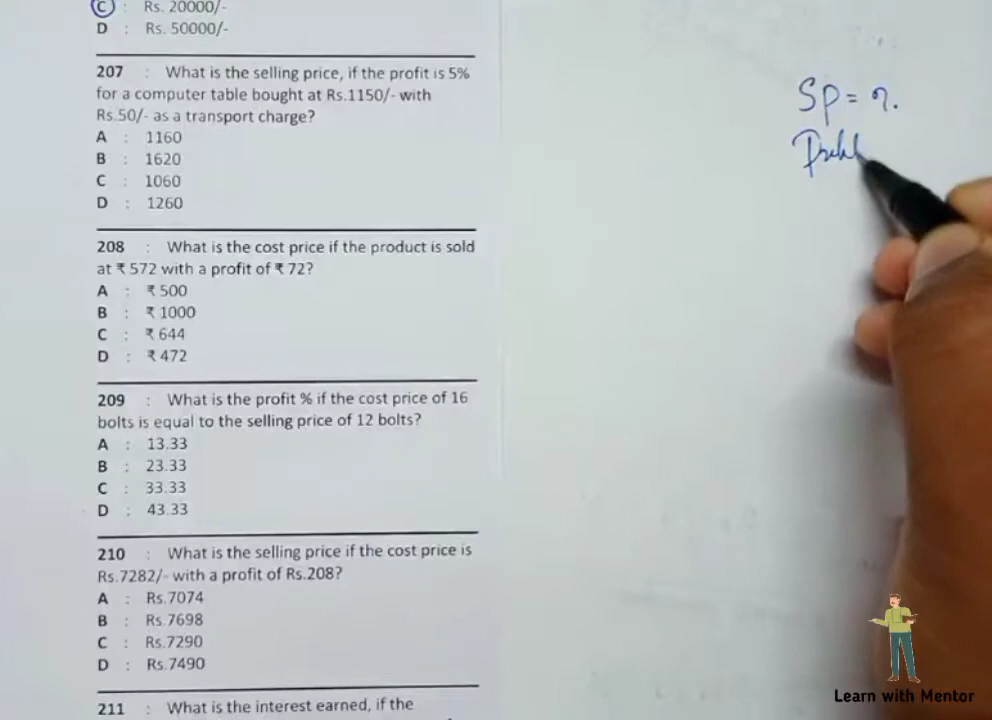 C : Rs. 20000/-
D : Rs. 50000/-
207 : What is the selling price, if the profit is 5%
for a computer table bought at Rs.1150/- with
Rs.50/- as a transport charge?
A : 1160
B : 1620
C : 1060
D : 1260
208 : What is the cost price if the product is sold
at ₹ 572 with a profit of ₹ 72?
A : ₹ 500
B : ₹ 1000
C : ₹ 644
D : ₹ 472
209 : What is the profit % if the cost price of 16
bolts is equal to the selling price of 12 bolts?
A : 13.33
B : 23.33
C : 33.33
D : 43.33
210 : What is the selling price if the cost price is
Rs.7282/- with a profit of Rs.208?
A : Rs.7074
B : Rs.7698
C : Rs.7290
D : Rs.7490
211 : What is the interest earned, if the
SP = ?.
Learn with Mentor